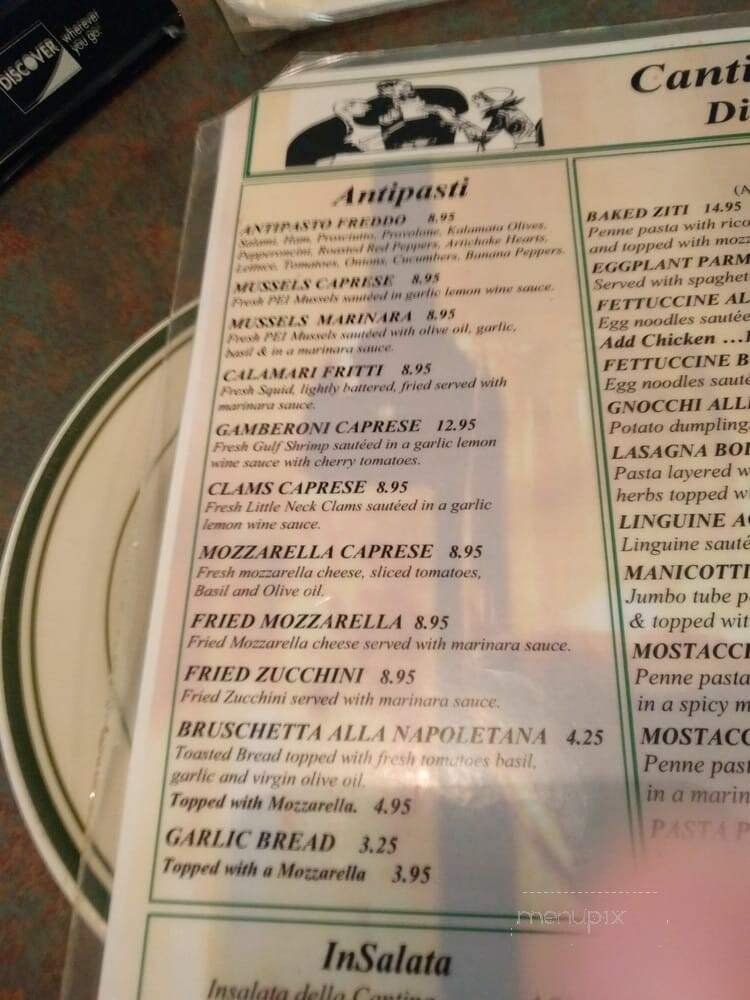 DISCOVER
wherever
you go.
Antipasti
ANTIPASTO FREDDO 8.95
Salami, Ham, Prosciutto, Provolone, Kalamata Olives,
Pepperoncini, Roasted Red Peppers, Artichoke Hearts,
Lettuce, Tomatoes, Onions, Cucumbers, Banana Peppers.
MUSSELS CAPRESE 8.95
Fresh PEI Mussels sautéed in garlic lemon wine sauce.
MUSSELS MARINARA 8.95
Fresh PEI Mussels sautéed with olive oil, garlic,
basil & in a marinara sauce.
CALAMARI FRITTI 8.95
Fresh Squid, lightly battered, fried served with
marinara sauce.
GAMBERONI CAPRESE 12.95
Fresh Gulf Shrimp sautéed in a garlic lemon
wine sauce with cherry tomatoes.
CLAMS CAPRESE 8.95
Fresh Little Neck Clams sautéed in a garlic
lemon wine sauce.
MOZZARELLA CAPRESE 8.95
Fresh mozzarella cheese, sliced tomatoes,
Basil and Olive oil.
FRIED MOZZARELLA 8.95
Fried Mozzarella cheese served with marinara sauce.
FRIED ZUCCHINI 8.95
Fried Zucchini served with marinara sauce.
BRUSCHETTA ALLA NAPOLETANA 4.25
Toasted Bread topped with fresh tomatoes basil,
garlic and virgin olive oil.
Topped with Mozzarella. 4.95
GARLIC BREAD 3.25
Topped with a Mozzarella 3.95
InSalata
Insalata della Cantina
Canti
Di
(A
BAKED ZITI 14.95
Penne pasta with rico
and topped with mozz
EGGPLANT PARM
Served with spaghet
FETTUCCINE AL
Egg noodles sautée
Add Chicken ...
FETTUCCINE B
Egg noodles saute
GNOCCHI ALL
Potato dumpling
LASAGNA BO
Pasta layered w
herbs topped w
LINGUINE A
Linguine sauté
MANICOTTI
Jumbo tube p
& topped wit
MOSTACCI
Penne pasta
in a spicy m
MOSTACC
Penne past
in a marin
PASTA P
menupix